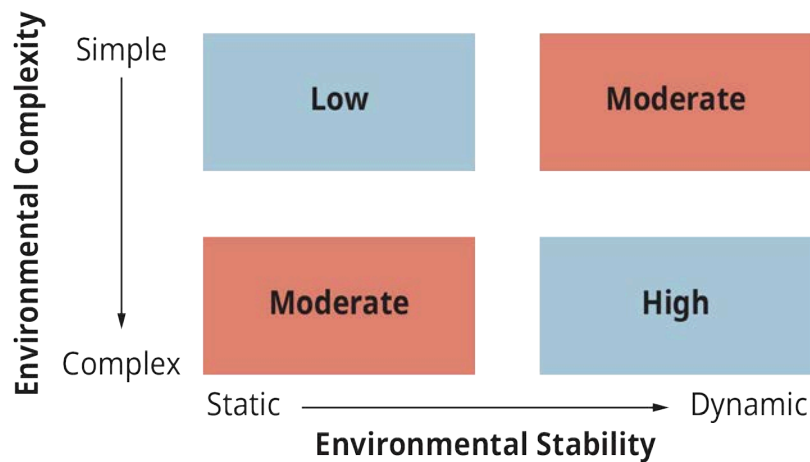 Environmental Complexity
Simple
Low
Moderate
Moderate
High
Complex
Static
Dynamic
Environmental Stability